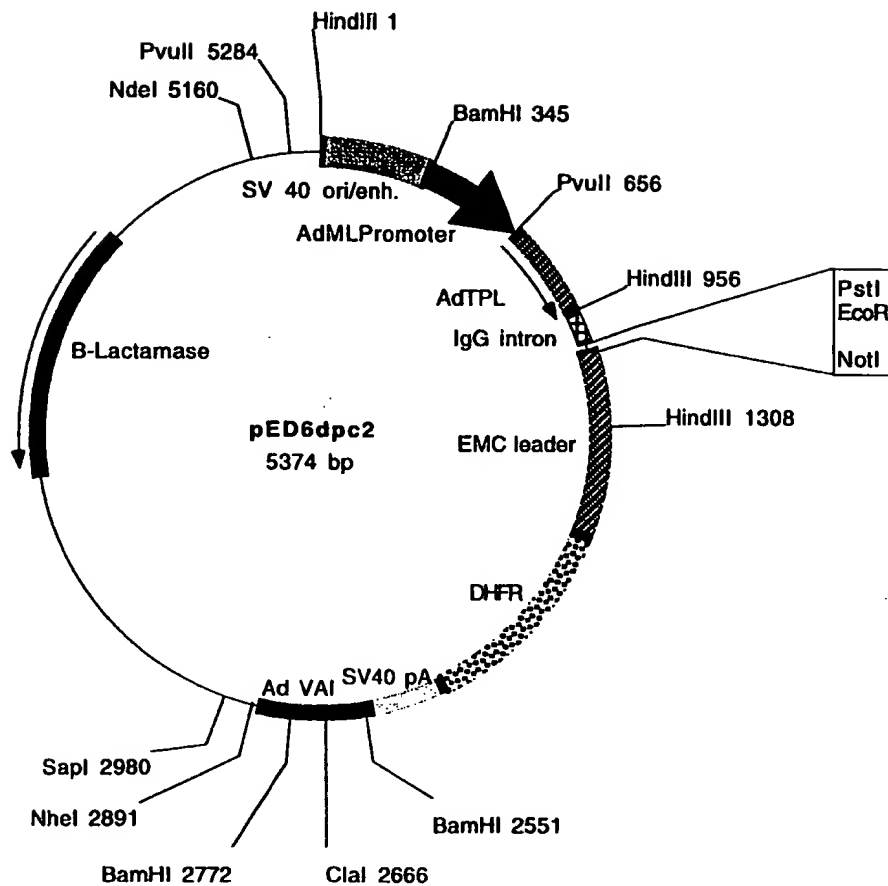 HindIII 1
PvuII 5284
NdeI 5160
BamHI 345
SV 40 ori/enh.
PvuII 656
AdMLPromoter
HindIII 956
AdTPL
PstI
EcoR
NotI
IgG intron
B-Lactamase
pED6dpc2
5374 bp
EMC leader
HindIII 1308
DHFR
SV40 pA
Ad VAI
SapI 2980
NheI 2891
BamHI 2551
BamHI 2772
ClaI 2666